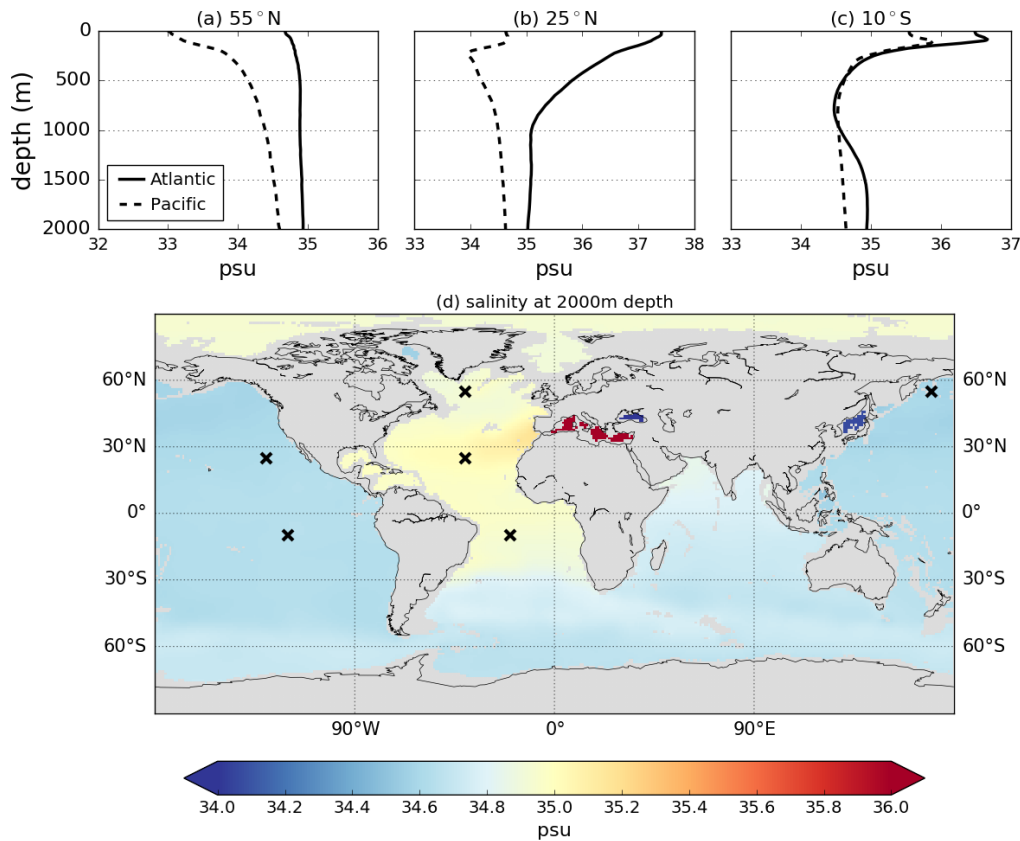 (a) 55°N (b) 25°N (c) 10°S
0
500
1000
1500
2000
depth (m)
Atlantic
Pacific
32 33 34 35 36
33 34 35 36 37 38
33 34 35 36 37
psu psu psu
(d) salinity at 2000m depth
60°N 60°N
30°N 30°N
0° 0°
30°S 30°S
60°S 60°S
90°W 0° 90°E
34.0 34.2 34.4 34.6 34.8 35.0 35.2 35.4 35.6 35.8 36.0
psu